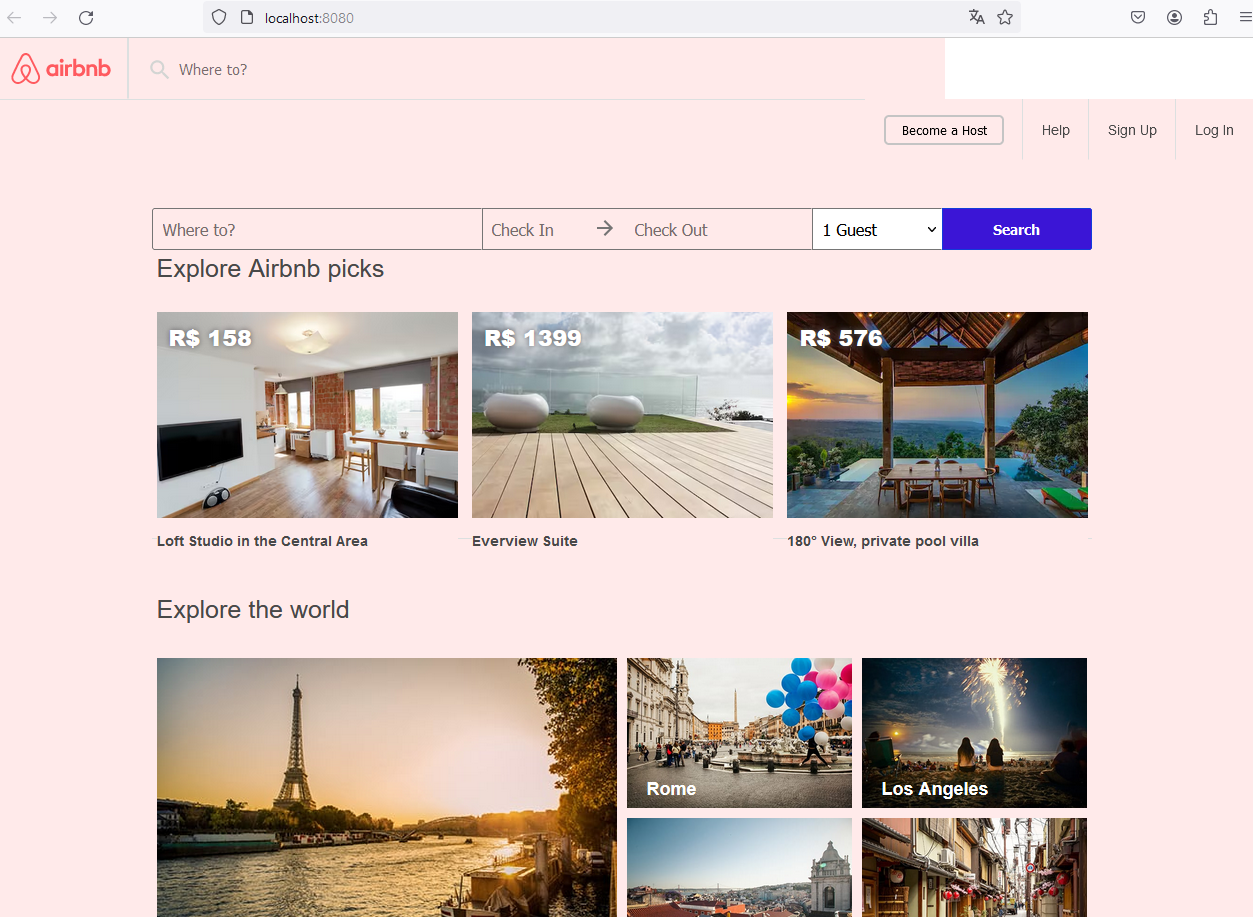 localhost:8080
airbnb
Where to?
Become a Host
Help
Sign Up
Log In
Where to?
Check In
Check Out
1 Guest
Search
Explore Airbnb picks
R$ 158
R$ 1399
R$ 576
Loft Studio in the Central Area
Everview Suite
180° View, private pool villa
Explore the world
Rome
Los Angeles